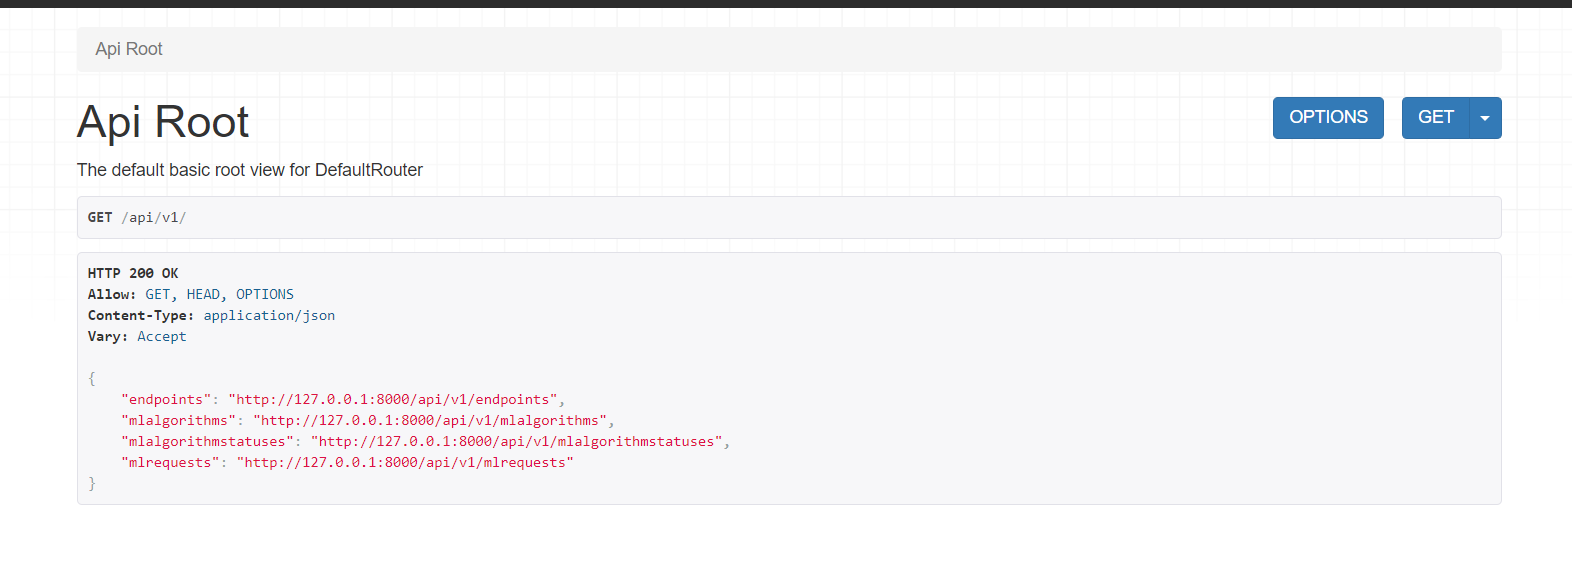 Api Root
Api Root
OPTIONS
GET
The default basic root view for DefaultRouter
GET /api/v1/
HTTP 200 OK
Allow: GET, HEAD, OPTIONS
Content-Type: application/json
Vary: Accept
{
"endpoints": "http://127.0.0.1:8000/api/v1/endpoints",
"mlalgorithms": "http://127.0.0.1:8000/api/v1/mlalgorithms",
"mlalgorithmstatuses": "http://127.0.0.1:8000/api/v1/mlalgorithmstatuses",
"mlrequests": "http://127.0.0.1:8000/api/v1/mlrequests"
}